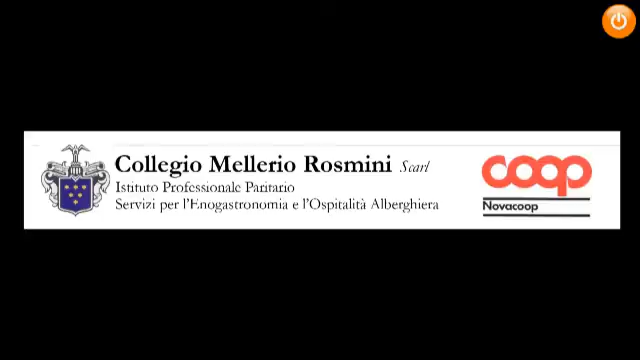 Collegio Mellerio Rosmini Scarl
Istituto Professionale Paritario
Servizi per l'Enogastronomia e l'Ospitalità Alberghiera
coop
Novacoop